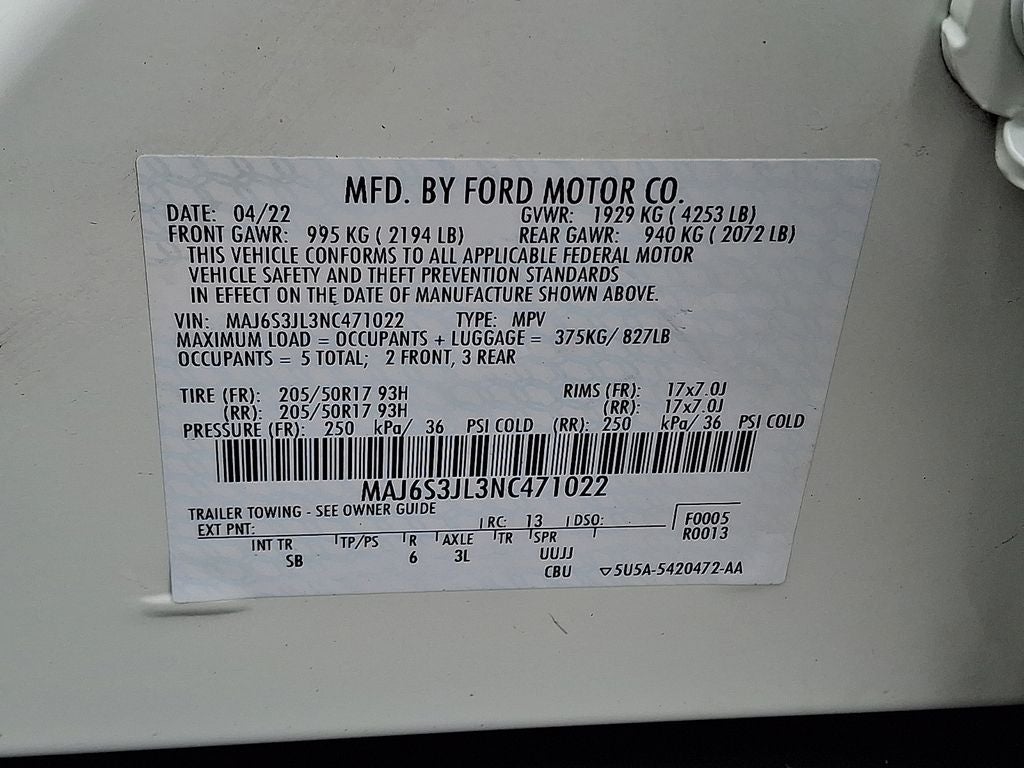 MFD. BY FORD MOTOR CO.
DATE: 04/22 GVWR: 1929 KG ( 4253 LB)
FRONT GAWR: 995 KG ( 2194 LB) REAR GAWR: 940 KG ( 2072 LB)
THIS VEHICLE CONFORMS TO ALL APPLICABLE FEDERAL MOTOR
VEHICLE SAFETY AND THEFT PREVENTION STANDARDS
IN EFFECT ON THE DATE OF MANUFACTURE SHOWN ABOVE.
VIN: MAJ6S3JL3NC471022 TYPE: MPV
MAXIMUM LOAD = OCCUPANTS + LUGGAGE = 375KG/ 827LB
OCCUPANTS = 5 TOTAL; 2 FRONT, 3 REAR
TIRE (FR): 205/50R17 93H RIMS (FR): 17x7.0J
(RR): 205/50R17 93H (RR): 17x7.0J
PRESSURE (FR): 250 kPa/ 36 PSI COLD (RR): 250 kPa/ 36 PSI COLD
MAJ6S3JL3NC471022
TRAILER TOWING - SEE OWNER GUIDE
EXT PNT: RC: 13 DSO: F0005
R0013
INT TR TP/PS R AXLE TR SPR
SB 6 3L UUJJ
CBU ▽5U5A-5420472-AA